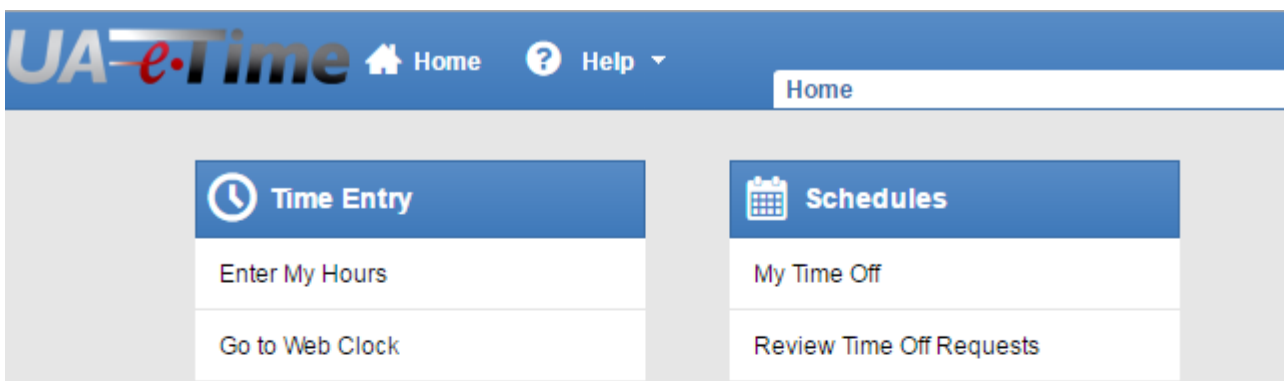 UA e·Time Home ? Help
Home
Time Entry
Enter My Hours
Go to Web Clock
Schedules
My Time Off
Review Time Off Requests